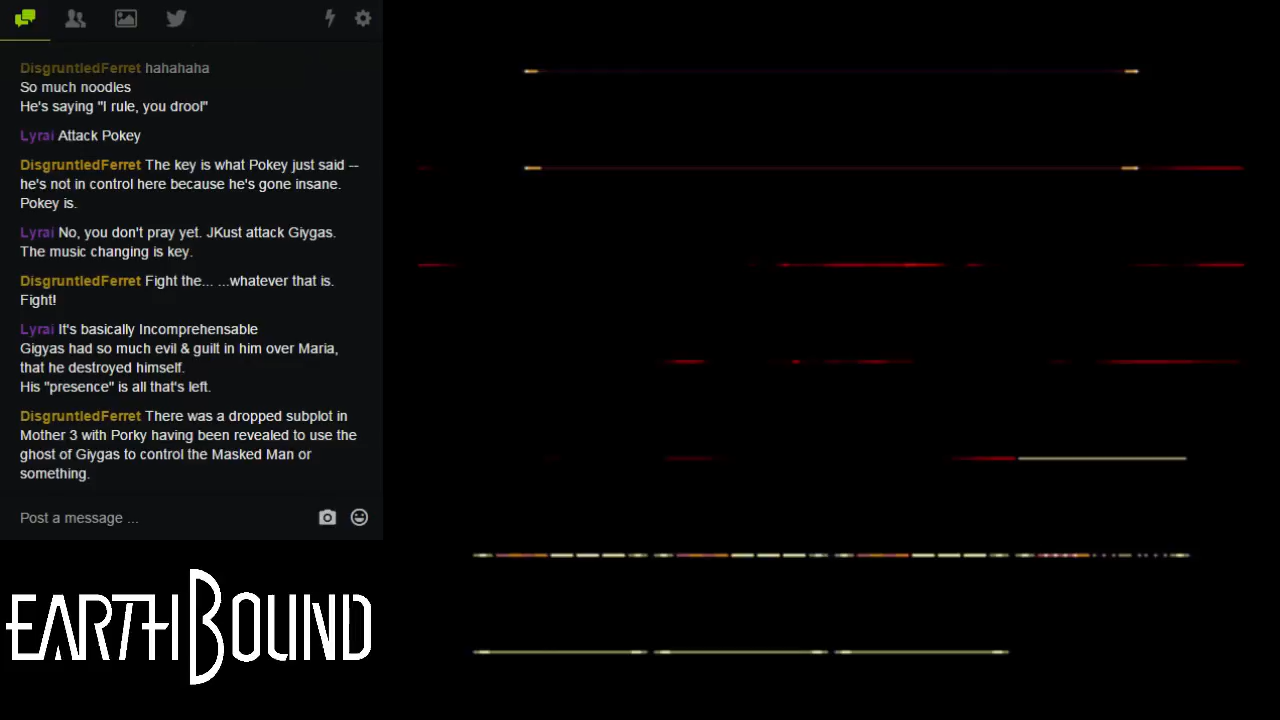 DisgruntledFerret hahahaha
So much noodles
He's saying "I rule, you drool"
Lyrai Attack Pokey
DisgruntledFerret The key is what Pokey just said --
he's not in control here because he's gone insane.
Pokey is.
Lyrai No, you don't pray yet. JKust attack Giygas.
The music changing is key.
DisgruntledFerret Fight the... ...whatever that is.
Fight!
Lyrai It's basically Incomprehensable
Gigyas had so much evil & guilt in him over Maria,
that he destroyed himself.
His "presence" is all that's left.
DisgruntledFerret There was a dropped subplot in
Mother 3 with Porky having been revealed to use the
ghost of Giygas to control the Masked Man or
something.
Post a message ...
EARTHBOUND